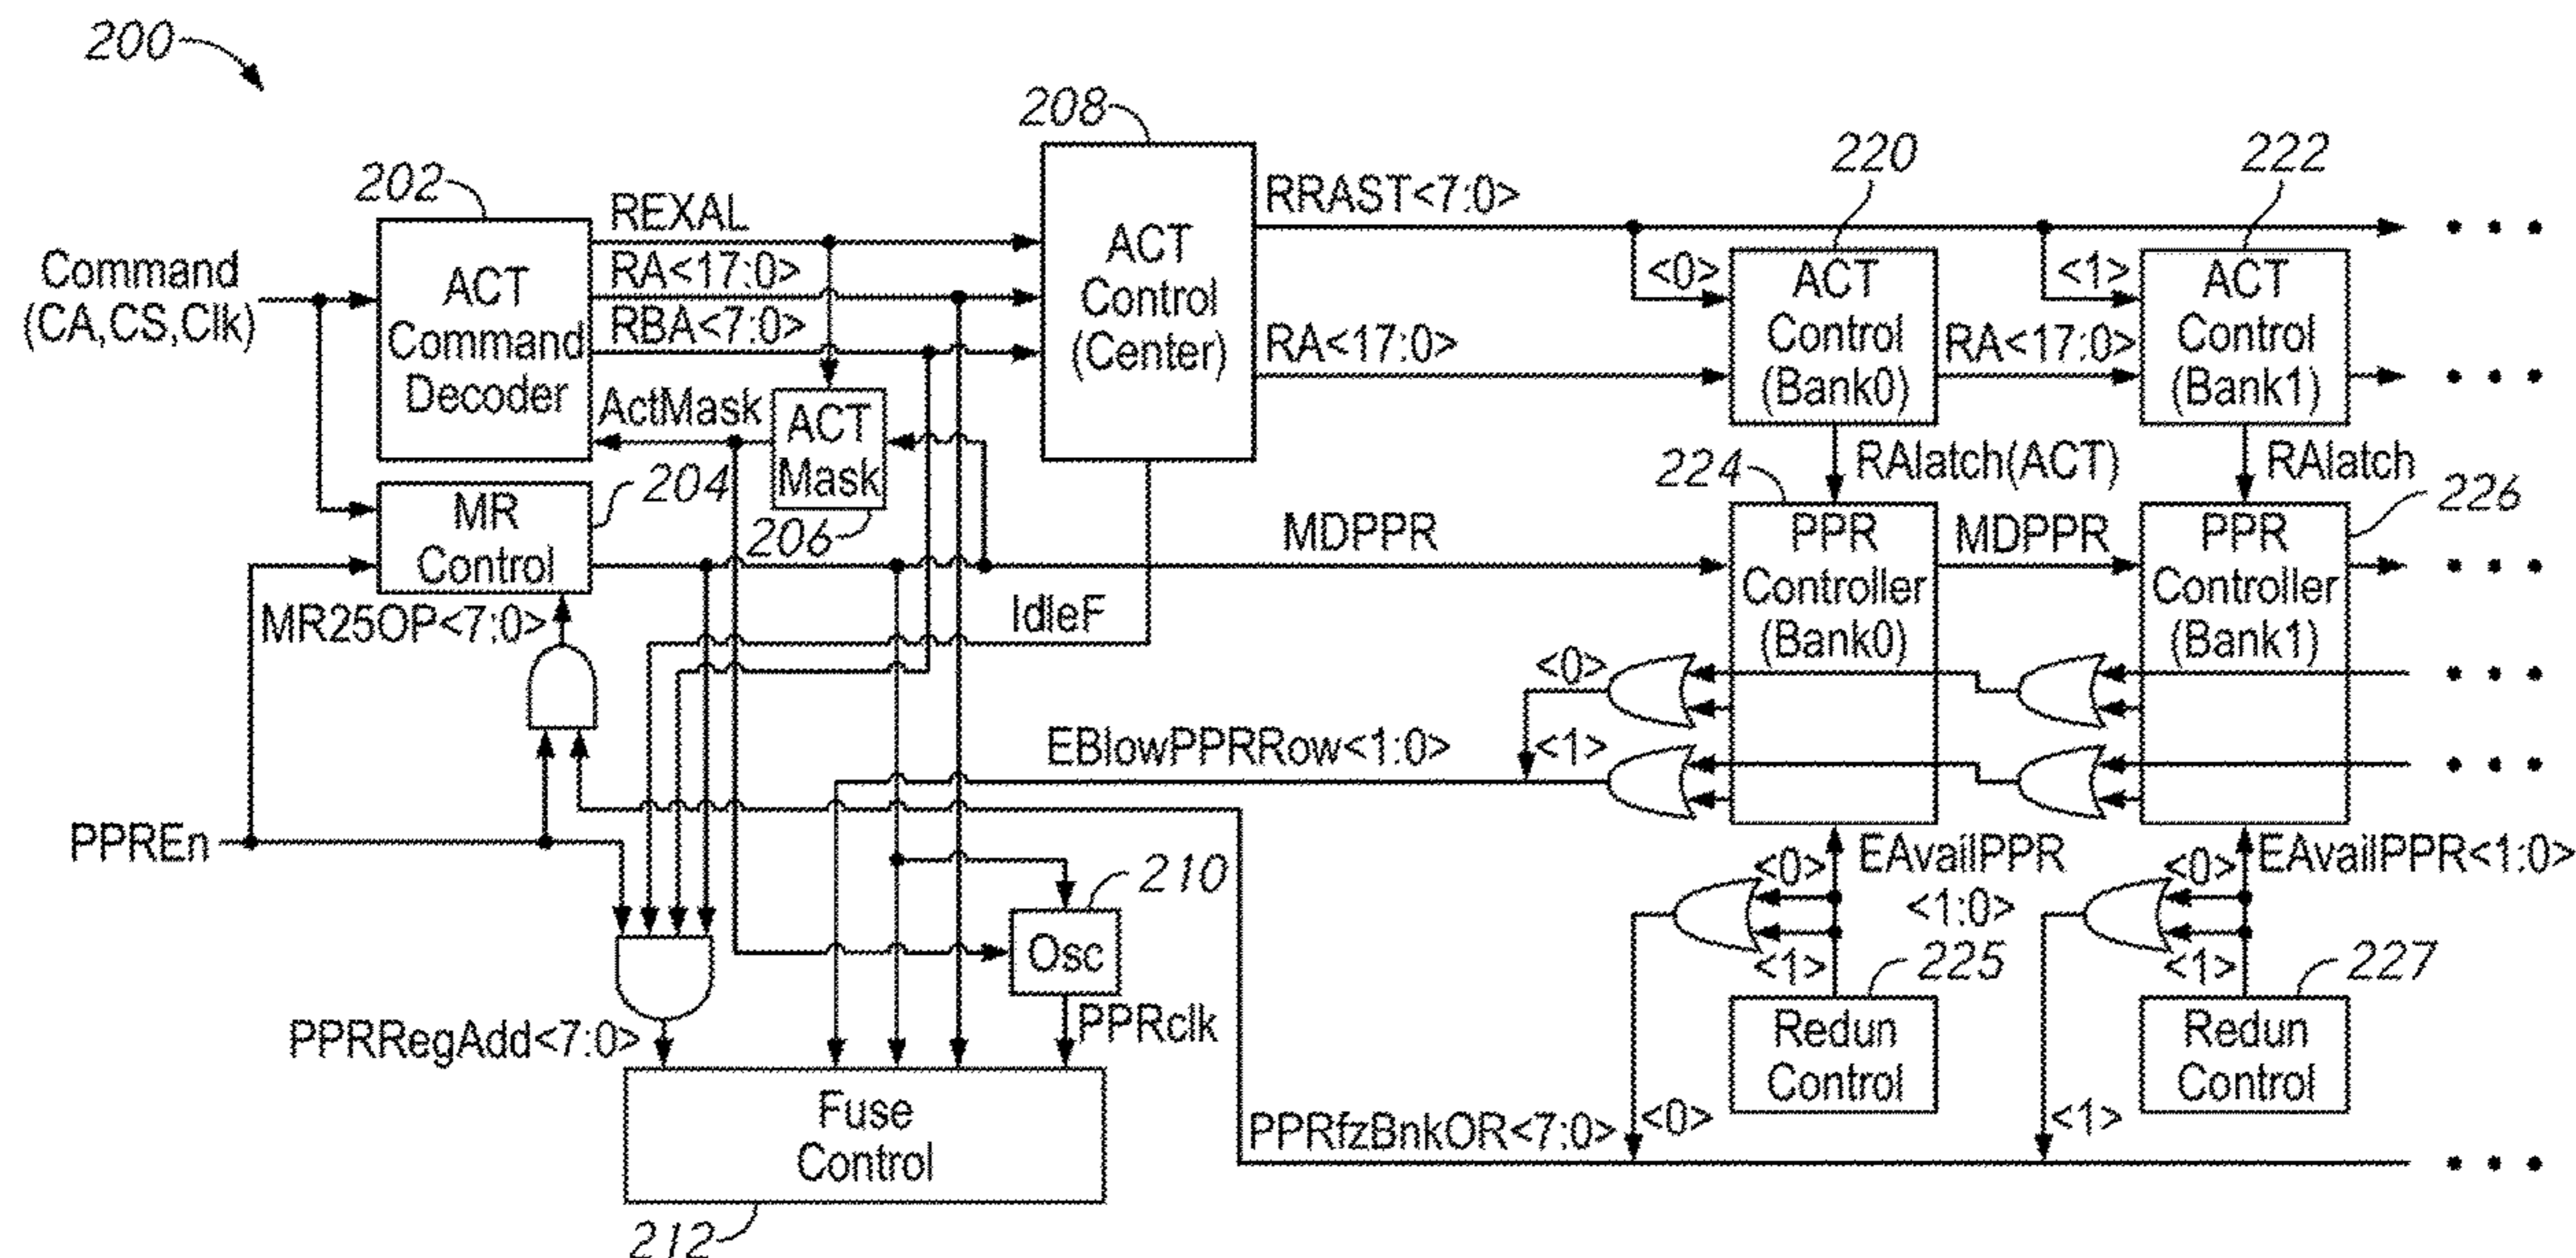 200
208
220
222
202
REXAL
RRAST<7:0>
Command
(CA,CS,Clk)
ACT
Command
Decoder
RA<17:0>
RBA<7:0>
ACT
Control
(Center)
<0>
ACT
Control
(Bank0)
<1>
ACT
Control
(Bank1)
RA<17:0>
RA<17:0>
ActMask
ACT
Mask
206
204
MR
Control
224
RAlatch(ACT)
RAlatch
226
MDPPR
PPR
Controller
(Bank0)
MDPPR
PPR
Controller
(Bank1)
MR25OP<7;0>
IdleF
<0>
<1>
EBlowPPRRow<1:0>
PPREn
210
Osc
PPRclk
<0>
EAvailPPR
<1:0>
<1>
225
<0>
EAvailPPR<1:0>
<1>
227
PPRRegAdd<7:0>
Redun
Control
Redun
Control
Fuse
Control
PPRfzBnkOR<7;0>
<0>
<1>
212